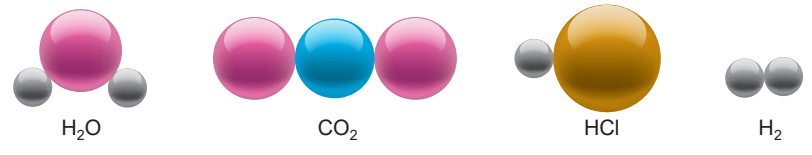 H₂O CO₂ HCl H₂